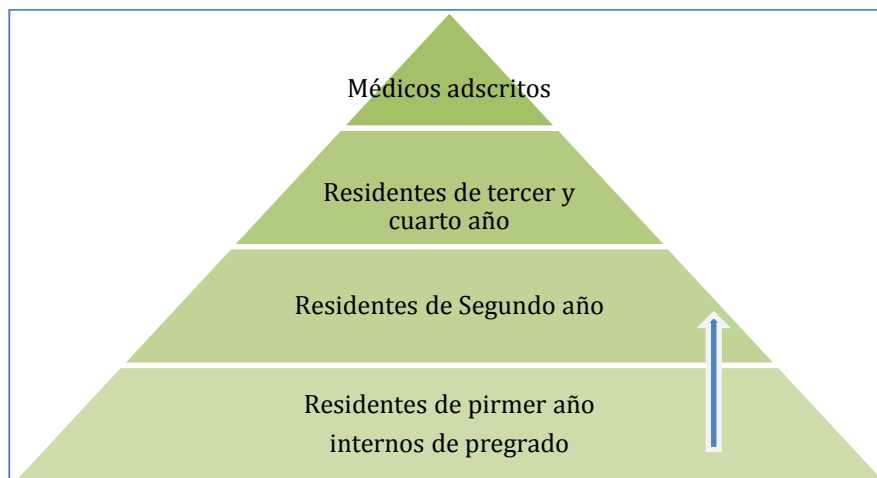 Médicos adscritos
Residentes de tercer y
cuarto año
Residentes de Segundo año
Residentes de pirmer año
internos de pregrado